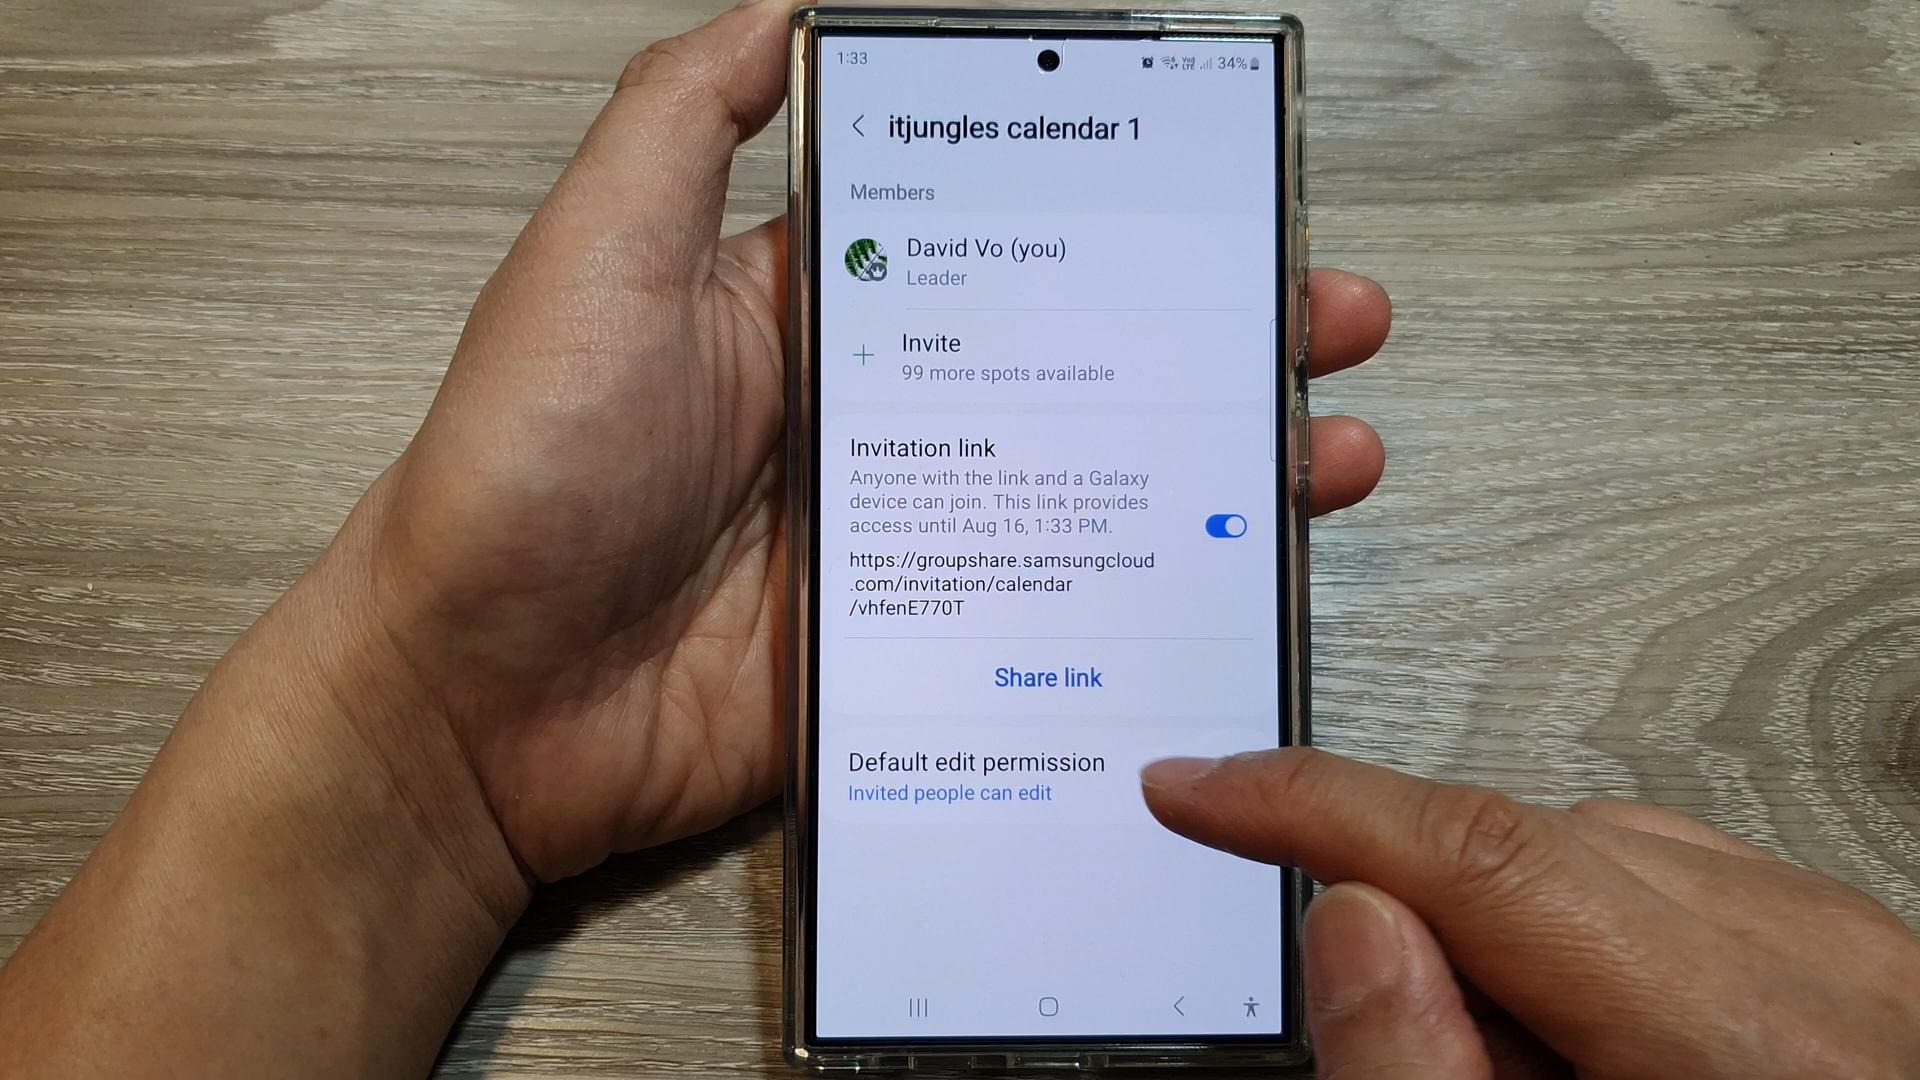 1:33
Vo))
LTE
34%
itjungles calendar 1
Members
David Vo (you)
Leader
Invite
99 more spots available
Invitation link
Anyone with the link and a Galaxy
device can join. This link provides
access until Aug 16, 1:33 PM.
https://groupshare.samsungcloud
.com/invitation/calendar
/vhfenE770T
Share link
Default edit permission
Invited people can edit